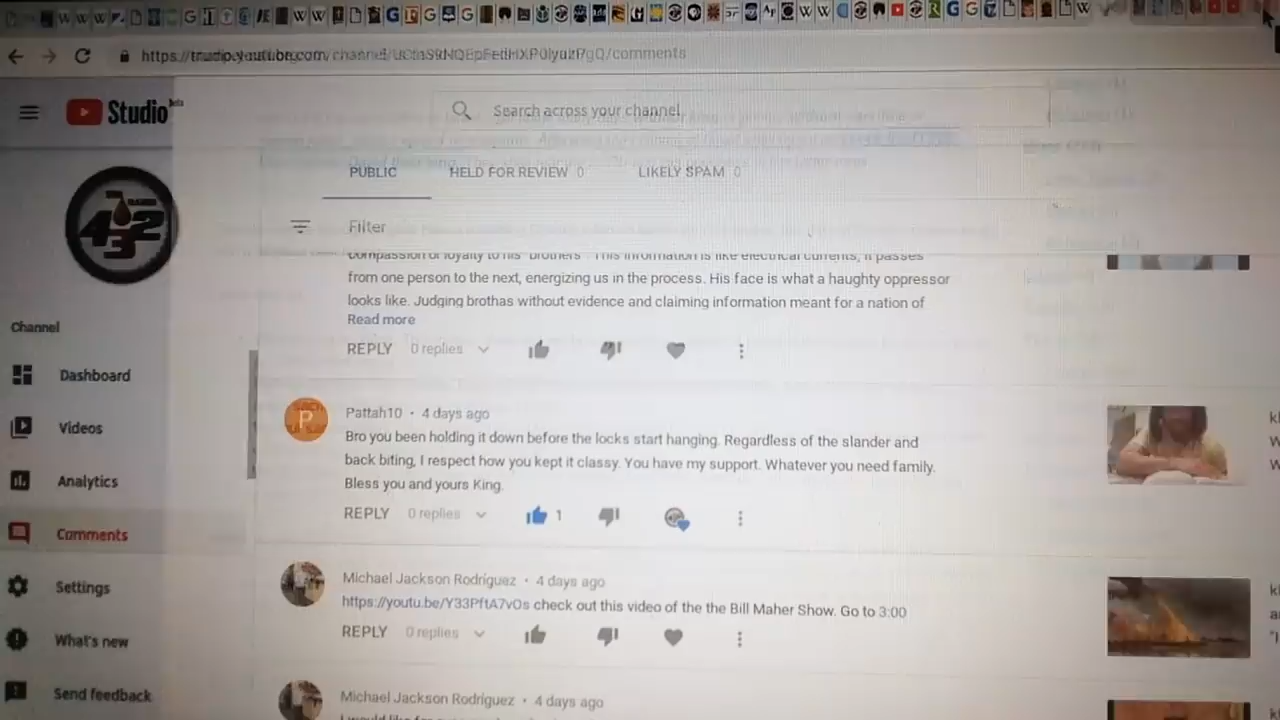 Studio beta
Search across your channel
PUBLIC
HELD FOR REVIEW 0
LIKELY SPAM 0
Filter
432
Channel
Dashboard
Videos
Analytics
Comments
Settings
What's new
Send feedback
compassion or loyalty to his "brothers". This information is like electrical currents, it passes
from one person to the next, energizing us in the process. His face is what a haughty oppressor
looks like. Judging brothas without evidence and claiming information meant for a nation of
Read more
REPLY 0 replies
Pattah10 • 4 days ago
Bro you been holding it down before the locks start hanging. Regardless of the slander and
back biting, I respect how you kept it classy. You have my support. Whatever you need family.
Bless you and yours King.
REPLY 0 replies 1
Michael Jackson Rodriguez • 4 days ago
https://youtu.be/Y33PftA7vOs check out this video of the the Bill Maher Show. Go to 3:00
REPLY 0 replies
Michael Jackson Rodriguez • 4 days ago